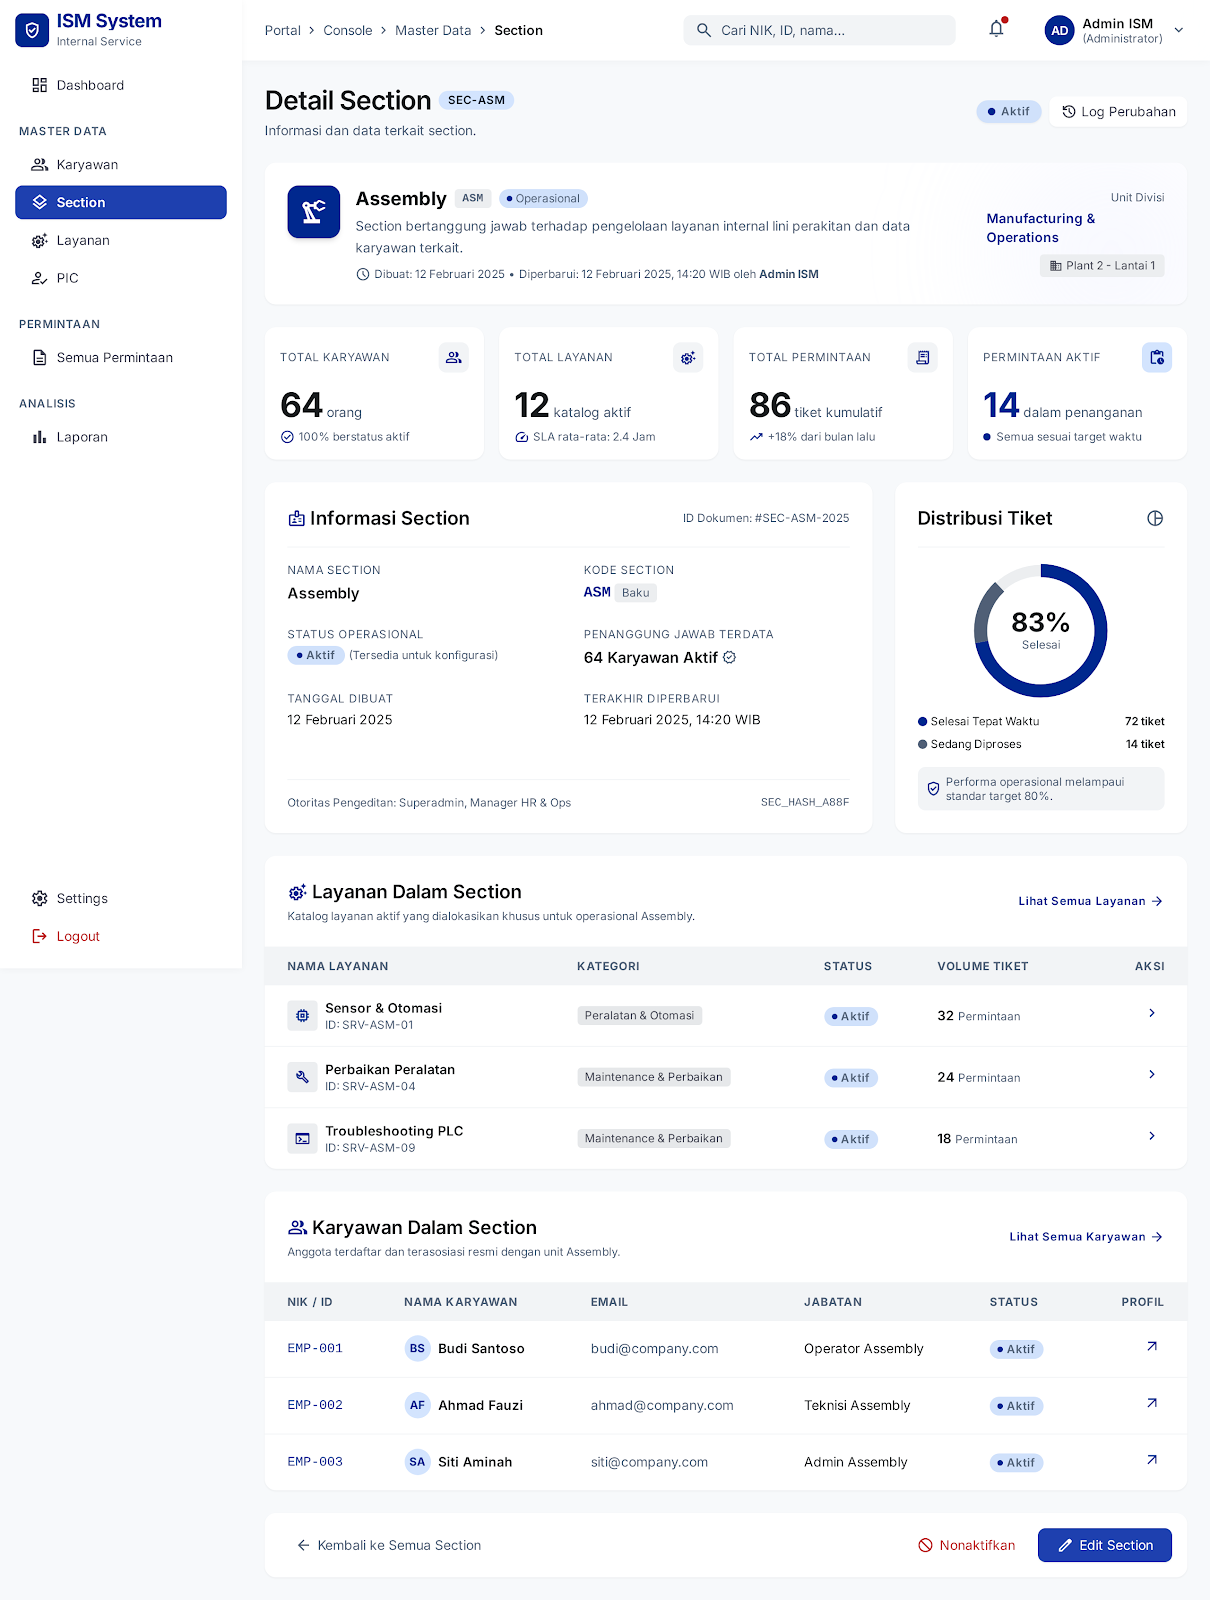 ISM System
Internal Service
Dashboard
MASTER DATA
Karyawan
Section
Layanan
PIC
PERMINTAAN
Semua Permintaan
ANALISIS
Laporan
Settings
Logout
Portal > Console > Master Data > Section
Cari NIK, ID, nama...
AD
Admin ISM
(Administrator)
Detail Section SEC-ASM
Informasi dan data terkait section.
Aktif
Log Perubahan
Assembly ASM Operasional
Section bertanggung jawab terhadap pengelolaan layanan internal lini perakitan dan data
karyawan terkait.
Dibuat: 12 Februari 2025 • Diperbarui: 12 Februari 2025, 14:20 WIB oleh Admin ISM
Unit Divisi
Manufacturing &
Operations
Plant 2 - Lantai 1
TOTAL KARYAWAN
64 orang
100% berstatus aktif
TOTAL LAYANAN
12 katalog aktif
SLA rata-rata: 2.4 Jam
TOTAL PERMINTAAN
86 tiket kumulatif
+18% dari bulan lalu
PERMINTAAN AKTIF
14 dalam penanganan
Semua sesuai target waktu
Informasi Section
ID Dokumen: #SEC-ASM-2025
NAMA SECTION
Assembly
KODE SECTION
ASM Baku
STATUS OPERASIONAL
Aktif (Tersedia untuk konfigurasi)
PENANGGUNG JAWAB TERDATA
64 Karyawan Aktif
TANGGAL DIBUAT
12 Februari 2025
TERAKHIR DIPERBARUI
12 Februari 2025, 14:20 WIB
Otoritas Pengeditan: Superadmin, Manager HR & Ops
SEC_HASH_A88F
Distribusi Tiket
83%
Selesai
Selesai Tepat Waktu 72 tiket
Sedang Diproses 14 tiket
Performa operasional melampaui
standar target 80%.
Layanan Dalam Section
Katalog layanan aktif yang dialokasikan khusus untuk operasional Assembly.
Lihat Semua Layanan
NAMA LAYANAN KATEGORI STATUS VOLUME TIKET AKSI
Sensor & Otomasi
ID: SRV-ASM-01
Peralatan & Otomasi
Aktif
32 Permintaan
Perbaikan Peralatan
ID: SRV-ASM-04
Maintenance & Perbaikan
Aktif
24 Permintaan
Troubleshooting PLC
ID: SRV-ASM-09
Maintenance & Perbaikan
Aktif
18 Permintaan
Karyawan Dalam Section
Anggota terdaftar dan terasosiasi resmi dengan unit Assembly.
Lihat Semua Karyawan
NIK / ID NAMA KARYAWAN EMAIL JABATAN STATUS PROFIL
EMP-001 BS Budi Santoso budi@company.com Operator Assembly Aktif
EMP-002 AF Ahmad Fauzi ahmad@company.com Teknisi Assembly Aktif
EMP-003 SA Siti Aminah siti@company.com Admin Assembly Aktif
Kembali ke Semua Section
Nonaktifkan
Edit Section